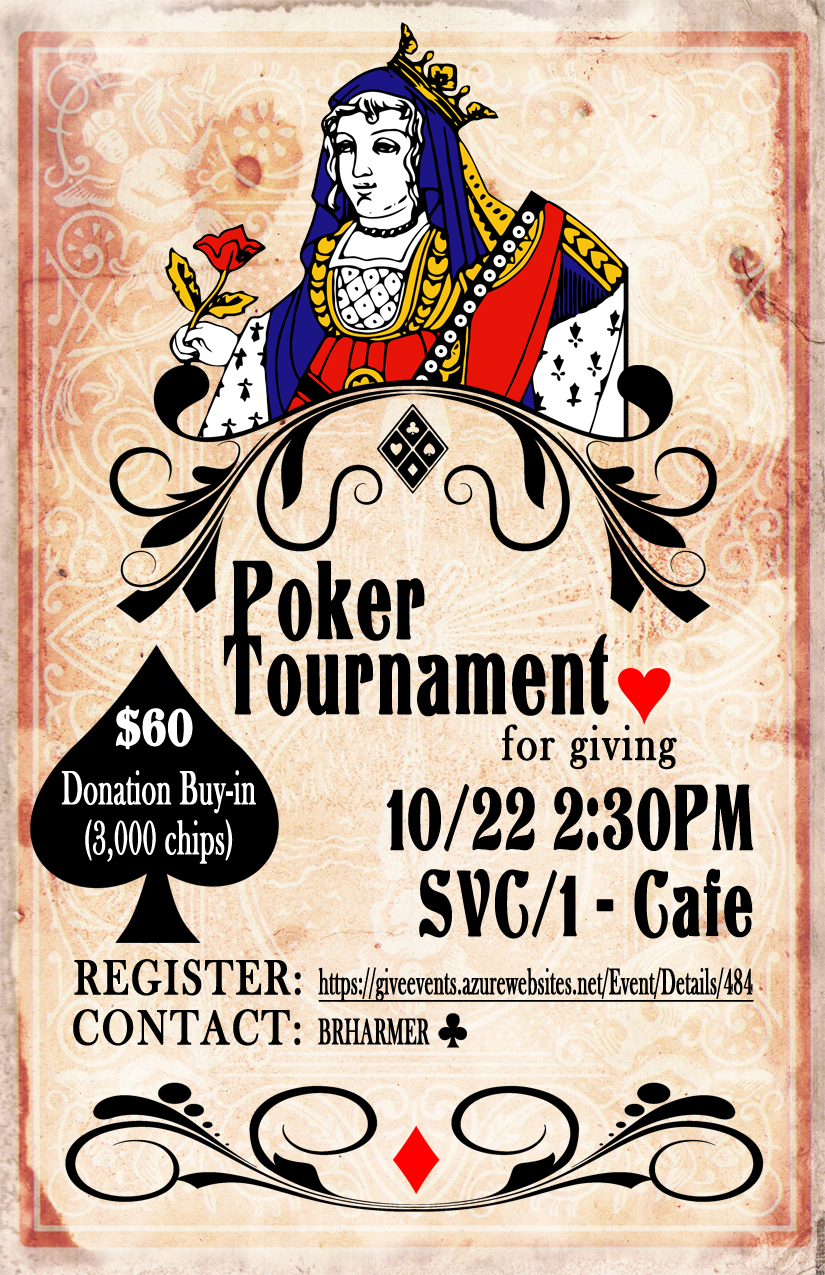 Poker
Tournament
for giving
$60
Donation Buy-in
(3,000 chips)
10/22 2:30PM
SVC/1 - Cafe
REGISTER: https://giveevents.azurewebsites.net/Event/Details/484
CONTACT: BRHARMER